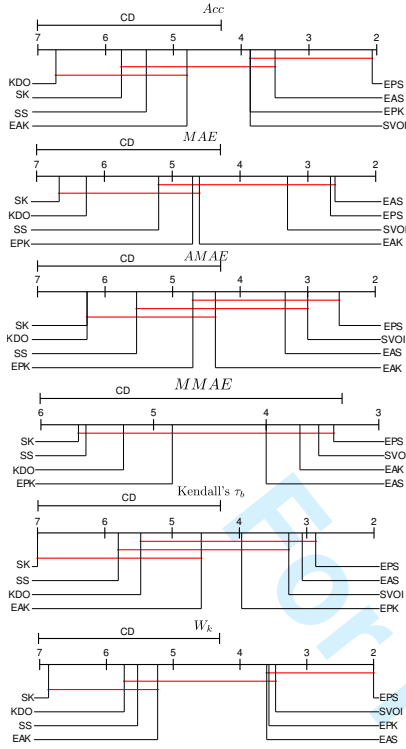 Acc
CD
7 6 5 4 3 2
KDO EPS
SK EAS
SS EPK
EAK SVOI
MAE
CD
7 6 5 4 3 2
SK EAS
KDO EPS
SS SVOI
EPK EAK
AMAE
CD
7 6 5 4 3 2
SK EPS
KDO SVOI
SS EAS
EPK EAK
MMAE
CD
6 5 4 3
SK EPS
SS SVO
KDO EAK
EPK EAS
Kendall's τb
CD
7 6 5 4 3 2
SK EPS
SS EAS
KDO SVOI
EAK EPK
Wk
CD
7 6 5 4 3 2
SK EPS
KDO SVOI
SS EPK
EAK EAS
For